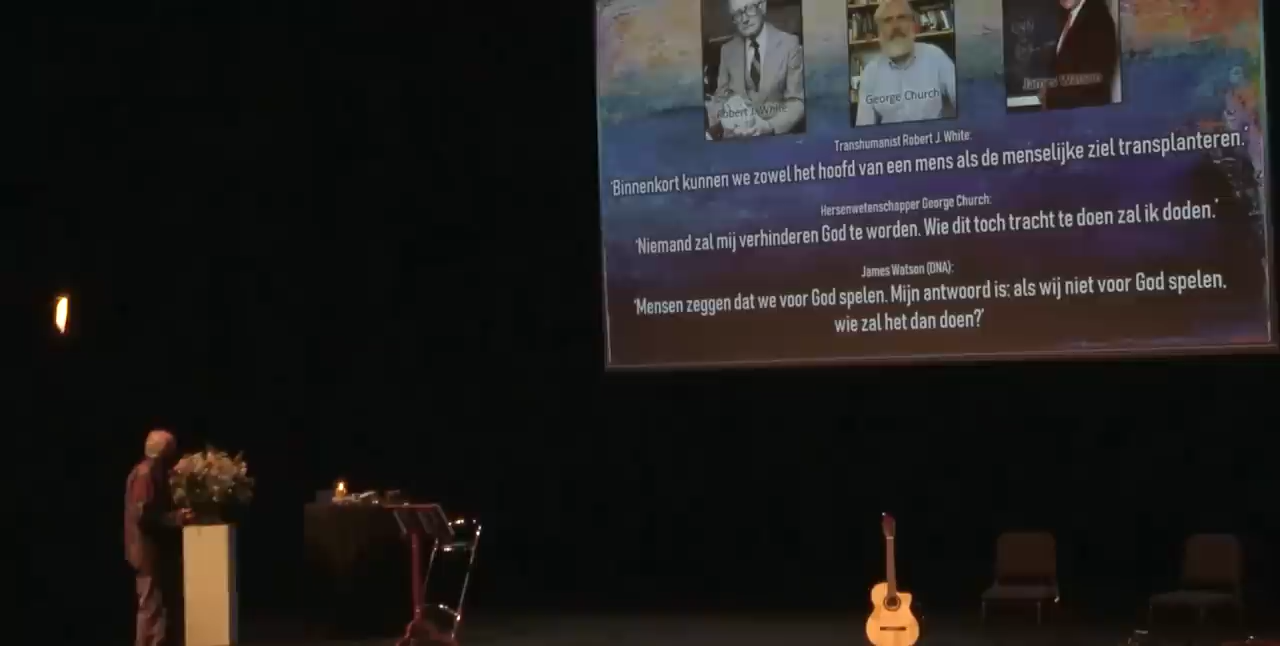 Robert J. White
George Church
James Watson
Transhumanist Robert J. White:
'Binnenkort kunnen we zowel het hoofd van een mens als de menselijke ziel transplanteren.'
Hersenwetenschapper George Church:
'Niemand zal mij verhinderen God te worden. Wie dit toch tracht te doen zal ik doden.'
James Watson (DNA):
'Mensen zeggen dat we voor God spelen. Mijn antwoord is: als wij niet voor God spelen,
wie zal het dan doen?'